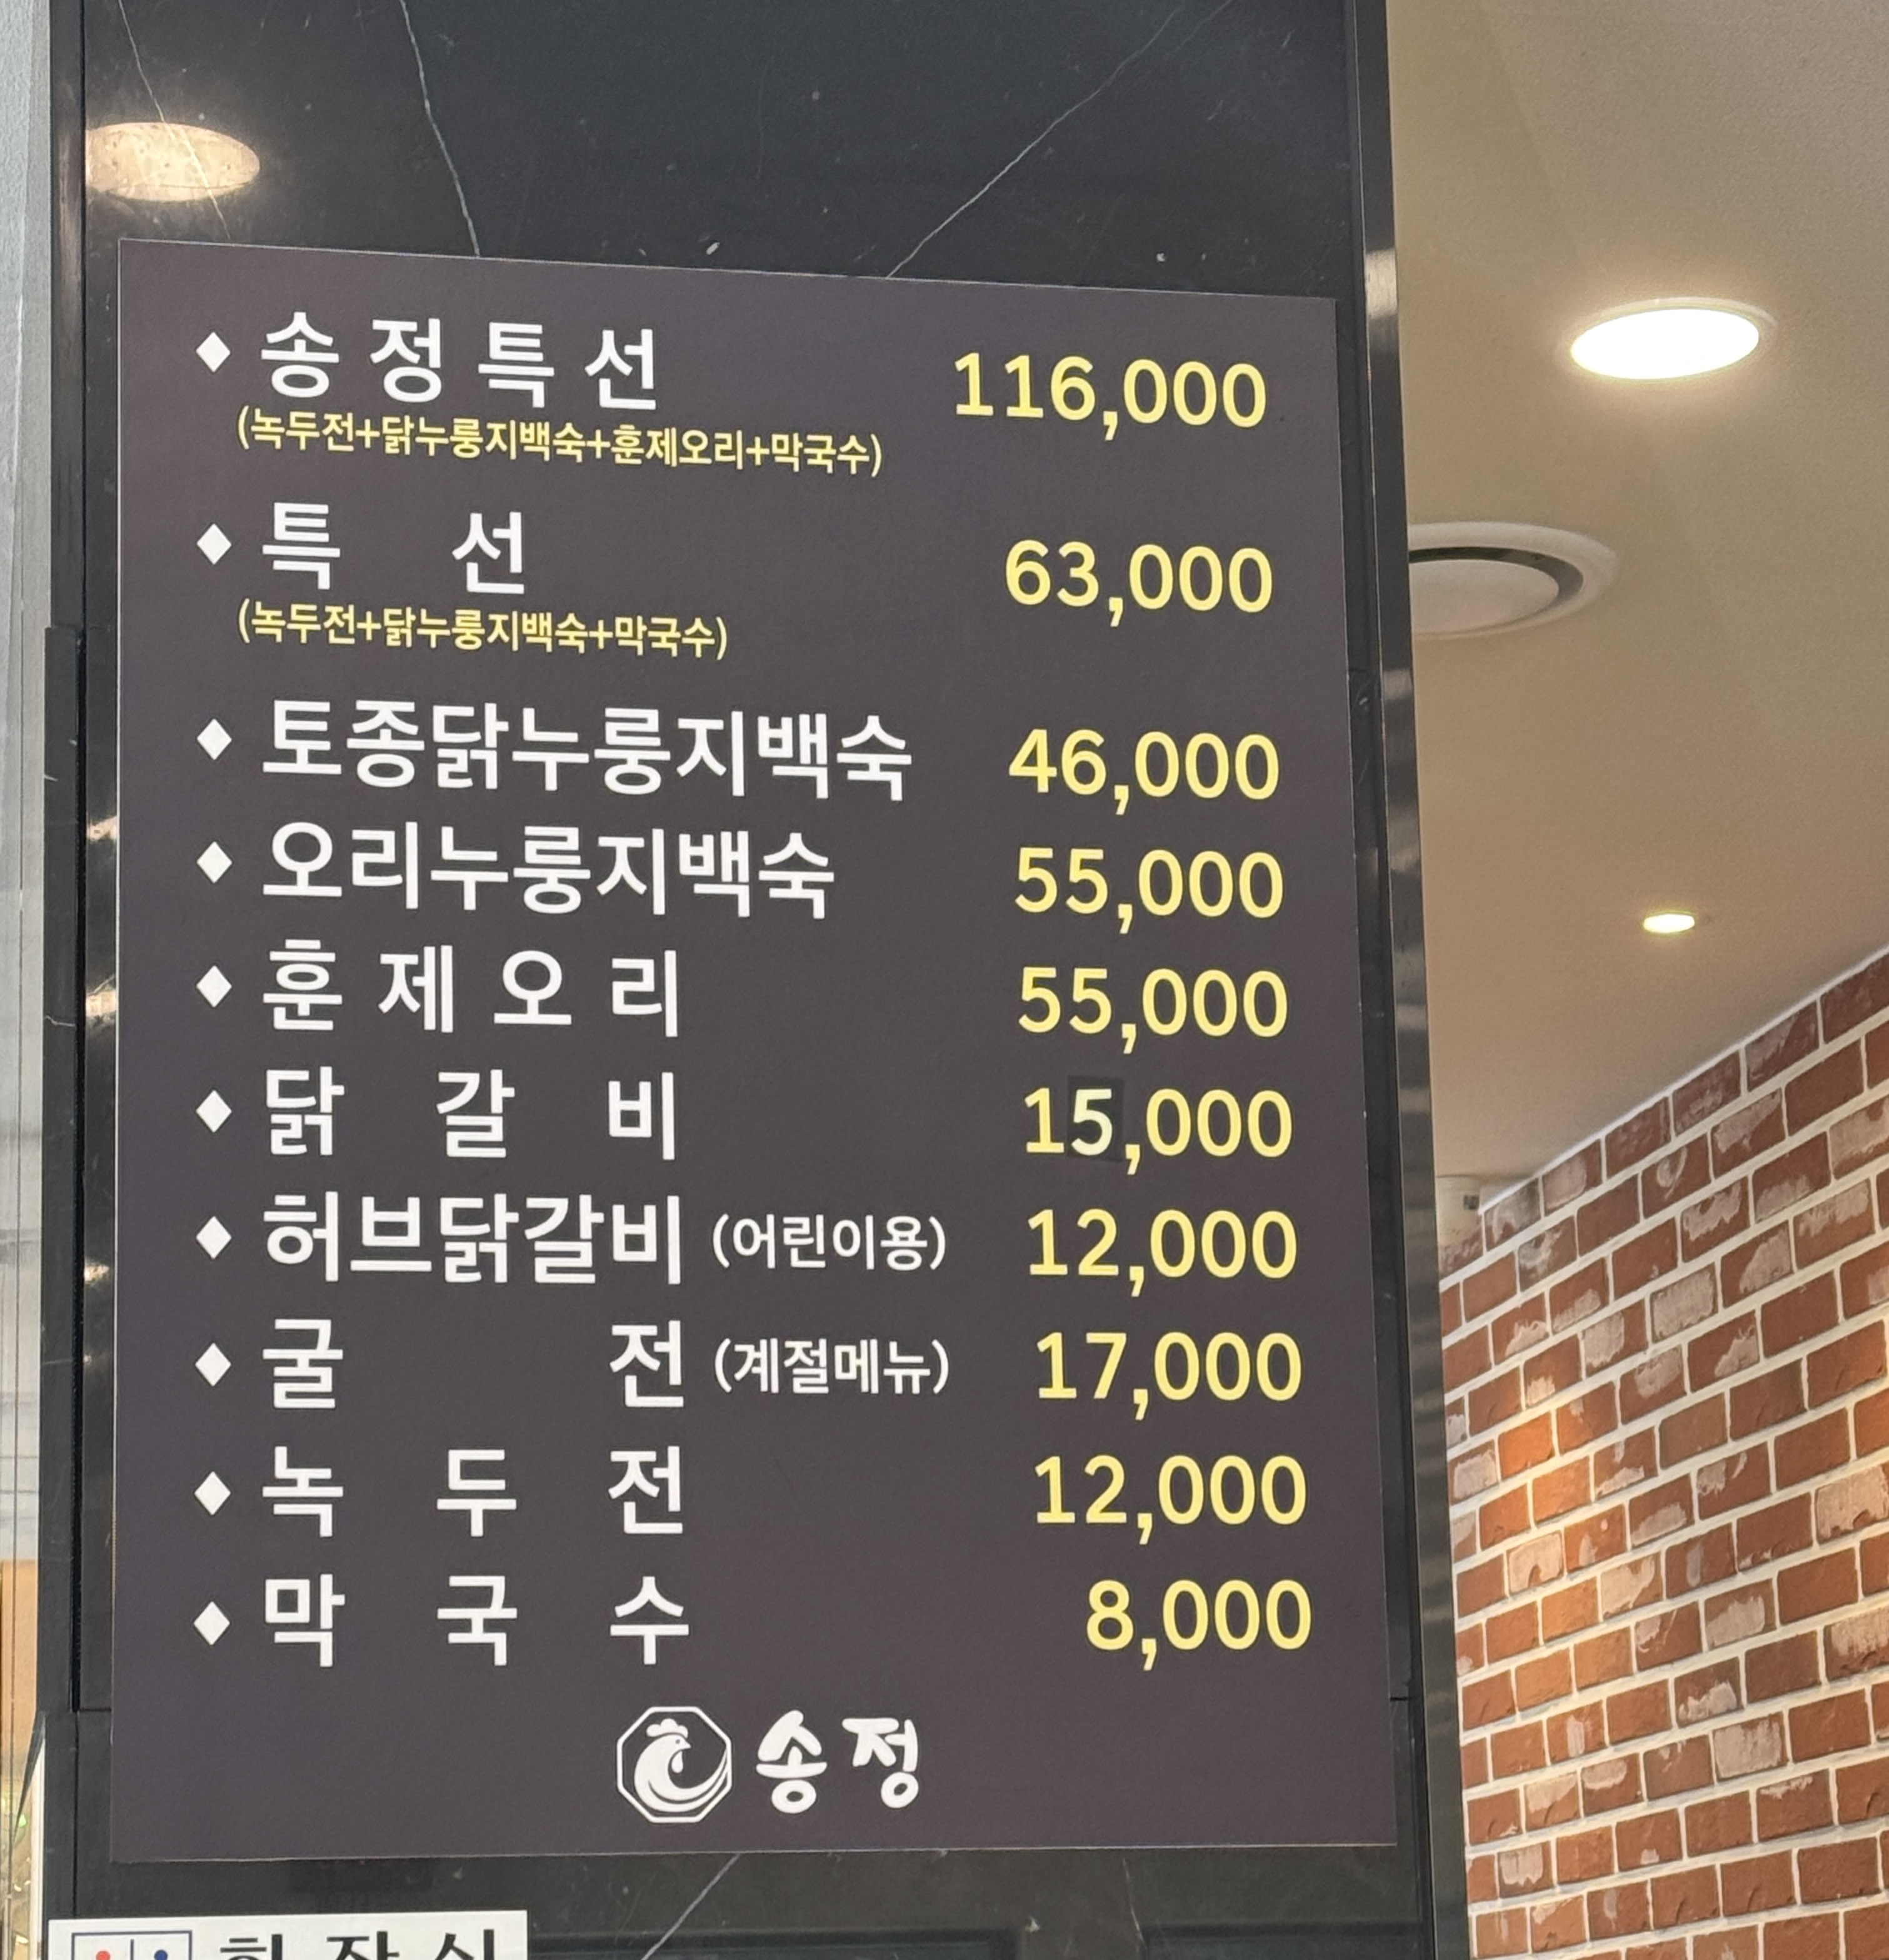 ◆ 송정특선 116,000
(녹두전+닭누룽지백숙+훈제오리+막국수)
◆ 특 선 63,000
(녹두전+닭누룽지백숙+막국수)
◆ 토종닭누룽지백숙 46,000
◆ 오리누룽지백숙 55,000
◆ 훈제오리 55,000
◆ 닭갈비 15,000
◆ 허브닭갈비 (어린이용) 12,000
◆ 굴전 (계절메뉴) 17,000
◆ 녹두전 12,000
◆ 막국수 8,000
송정
화장실